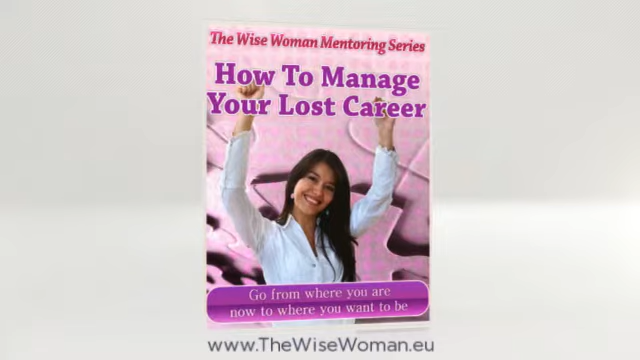 The Wise Woman Mentoring Series
How To Manage
Your Lost Career
Go from where you are
now to where you want to be
www.TheWiseWoman.eu